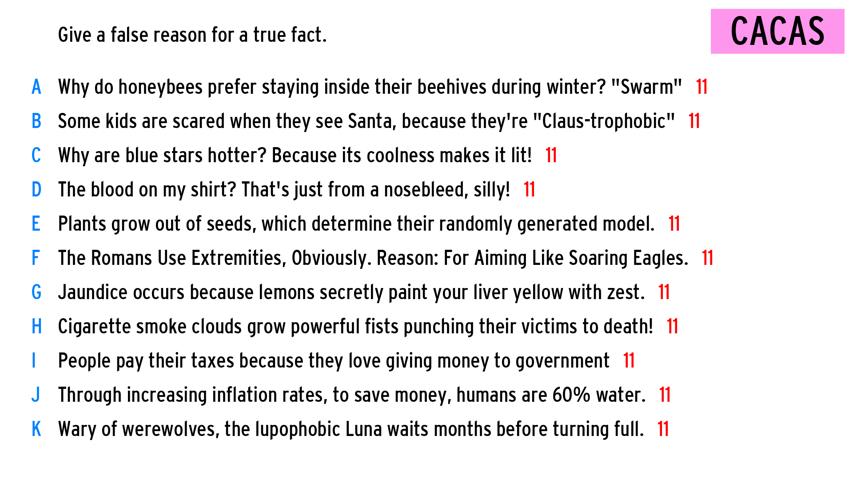 Give a false reason for a true fact.
CACAS
A Why do honeybees prefer staying inside their beehives during winter? "Swarm" 11
B Some kids are scared when they see Santa, because they're "Claus-trophobic" 11
C Why are blue stars hotter? Because its coolness makes it lit! 11
D The blood on my shirt? That's just from a nosebleed, silly! 11
E Plants grow out of seeds, which determine their randomly generated model. 11
F The Romans Use Extremities, Obviously. Reason: For Aiming Like Soaring Eagles. 11
G Jaundice occurs because lemons secretly paint your liver yellow with zest. 11
H Cigarette smoke clouds grow powerful fists punching their victims to death! 11
I People pay their taxes because they love giving money to government 11
J Through increasing inflation rates, to save money, humans are 60% water. 11
K Wary of werewolves, the lupophobic Luna waits months before turning full. 11